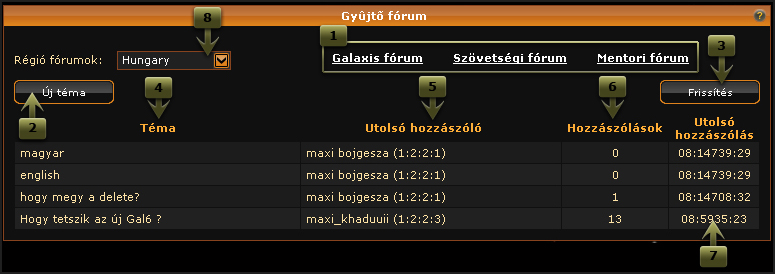 Gyűjtő fórum
?
8
1
3
Régió fórumok: Hungary
Galaxis fórum Szövetségi fórum Mentori fórum
Új téma
4
5
6
Frissítés
2
Téma Utolsó hozzászóló Hozzászólások Utolsó hozzászólás
magyar maxi bojgesza (1:2:2:1) 0 08:14739:29
english maxi bojgesza (1:2:2:1) 0 08:14739:29
hogy megy a delete? maxi bojgesza (1:2:2:1) 1 08:14708:32
Hogy tetszik az új Gal6 ? maxi_khaduuii (1:2:2:3) 13 08:5935:23
7